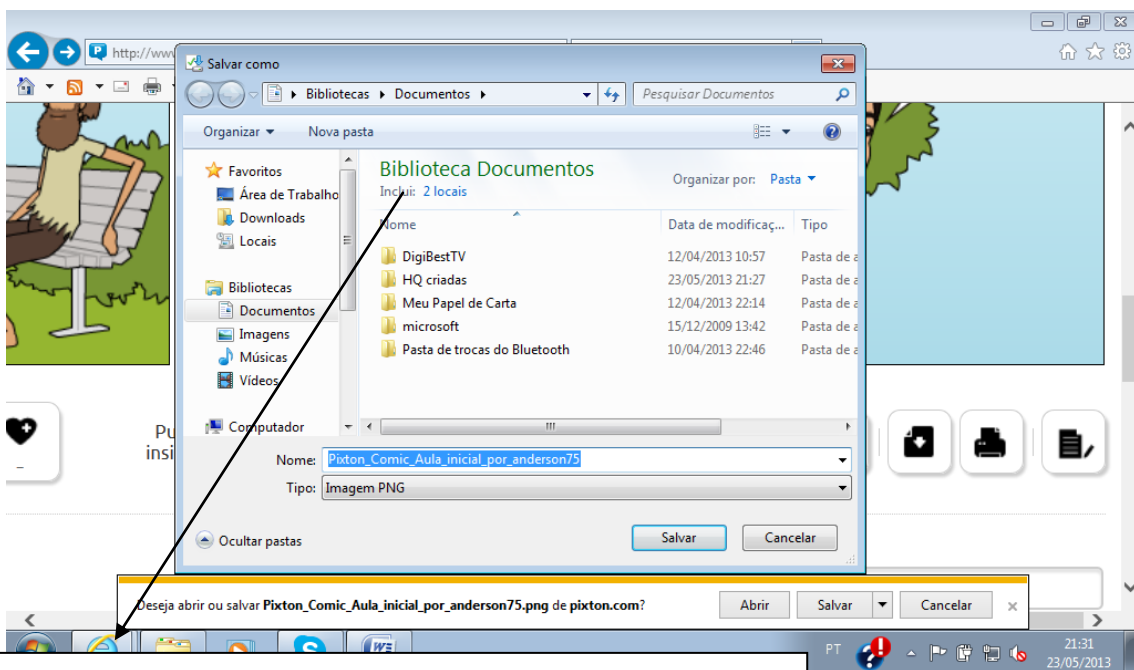 http://www
Salvar como
Bibliotecas Documentos
Pesquisar Documentos
Organizar Nova pasta
Favoritos
Área de Trabalho
Downloads
Locais
Bibliotecas
Documentos
Imagens
Músicas
Vídeos
Computador
Biblioteca Documentos
Inclui: 2 locais
Organizar por: Pasta
Nome Data de modificaç... Tipo
DigiBestTV 12/04/2013 10:57 Pasta de a
HQ criadas 23/05/2013 21:27 Pasta de a
Meu Papel de Carta 12/04/2013 22:14 Pasta de a
microsoft 15/12/2009 13:42 Pasta de a
Pasta de trocas do Bluetooth 10/04/2013 22:46 Pasta de a
Pu
insi
Nome: Pixton_Comic_Aula_inicial_por_anderson75
Tipo: Imagem PNG
Ocultar pastas
Salvar Cancelar
Deseja abrir ou salvar Pixton_Comic_Aula_inicial_por_anderson75.png de pixton.com?
Abrir Salvar Cancelar
PT
21:31
23/05/2013